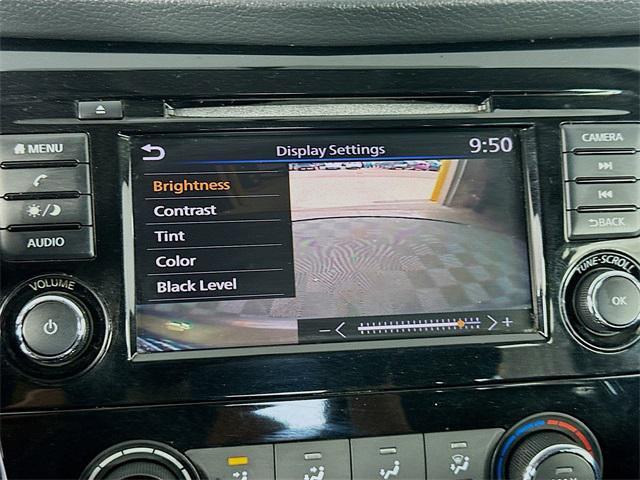 MENU
AUDIO
VOLUME
Display Settings
9:50
Brightness
Contrast
Tint
Color
Black Level
− +
CAMERA
BACK
TUNE·SCROLL
OK